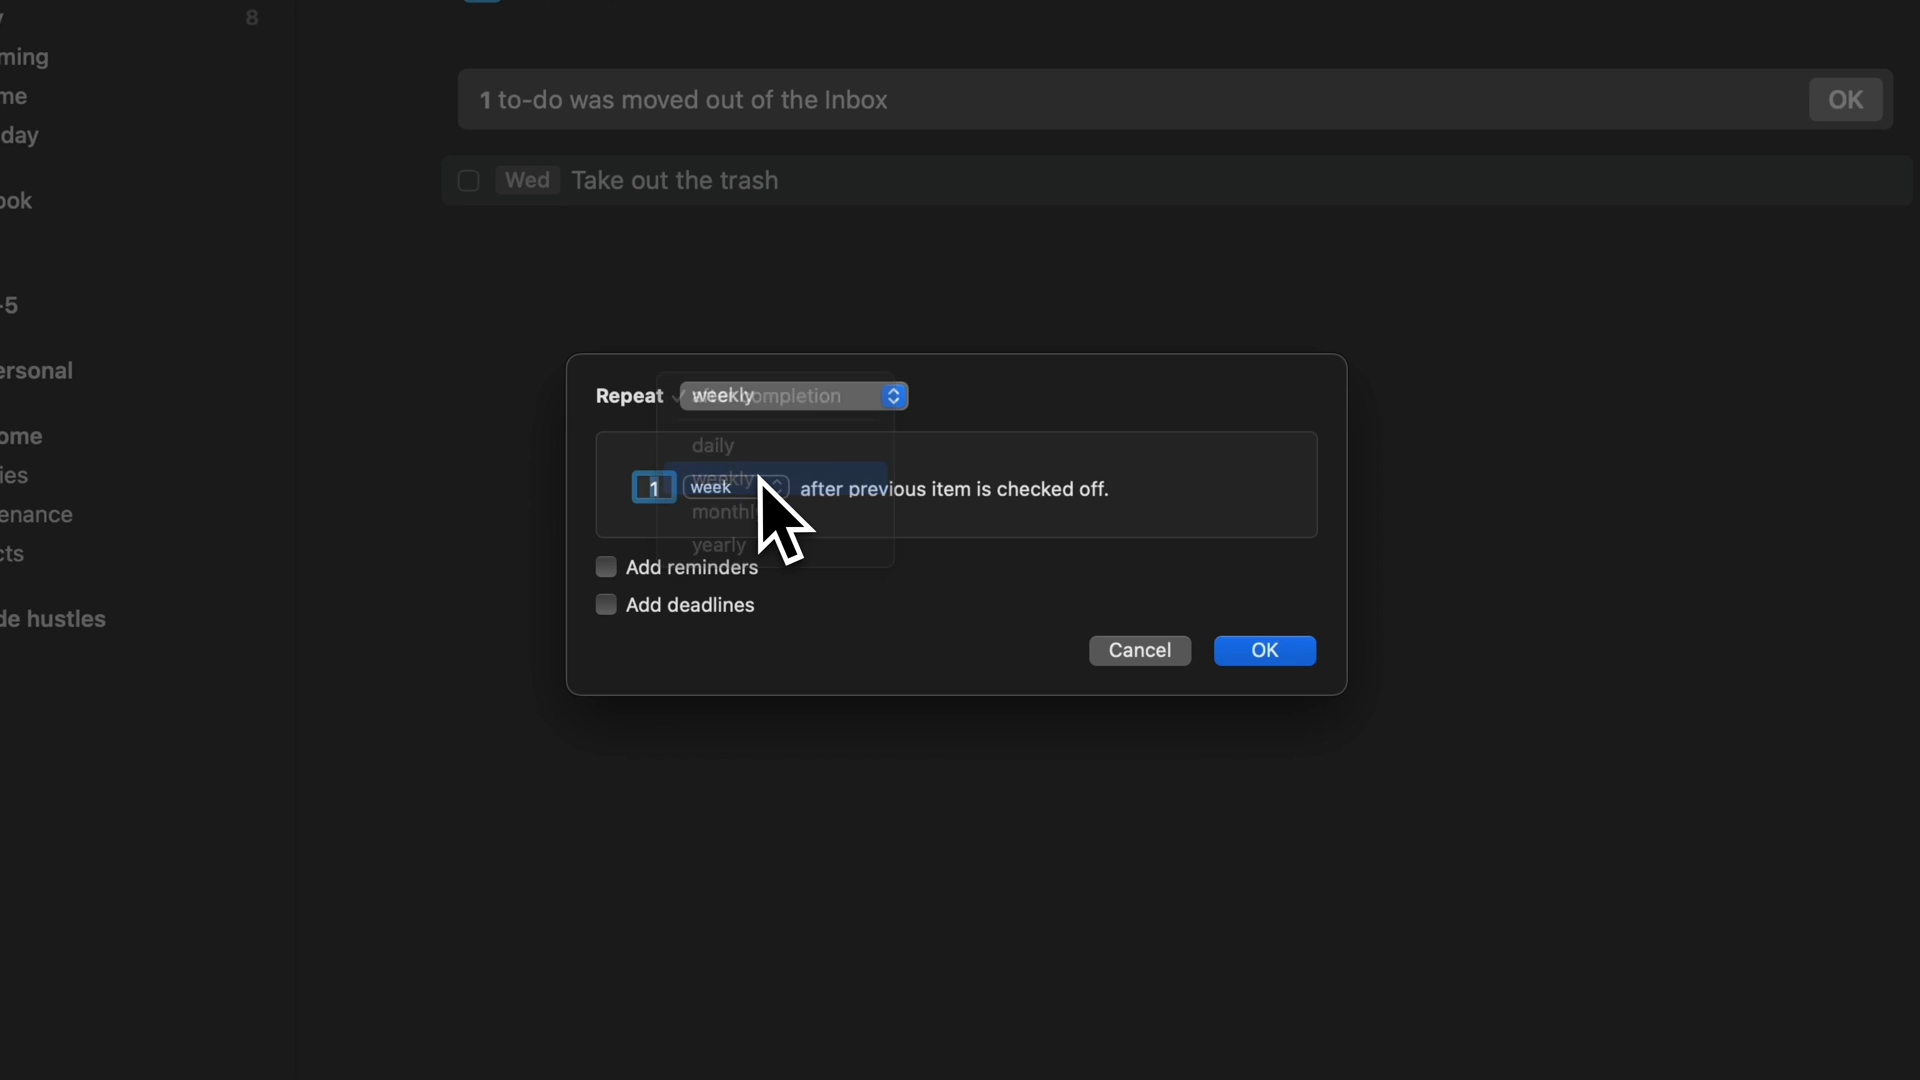 8
ming
me
day
ook
-5
ersonal
ome
ies
enance
cts
de hustles
1 to-do was moved out of the Inbox
OK
Wed Take out the trash
Repeat weekly
completion
daily
weekly
yearly
1 week after previous item is checked off.
Add reminders
Add deadlines
Cancel OK